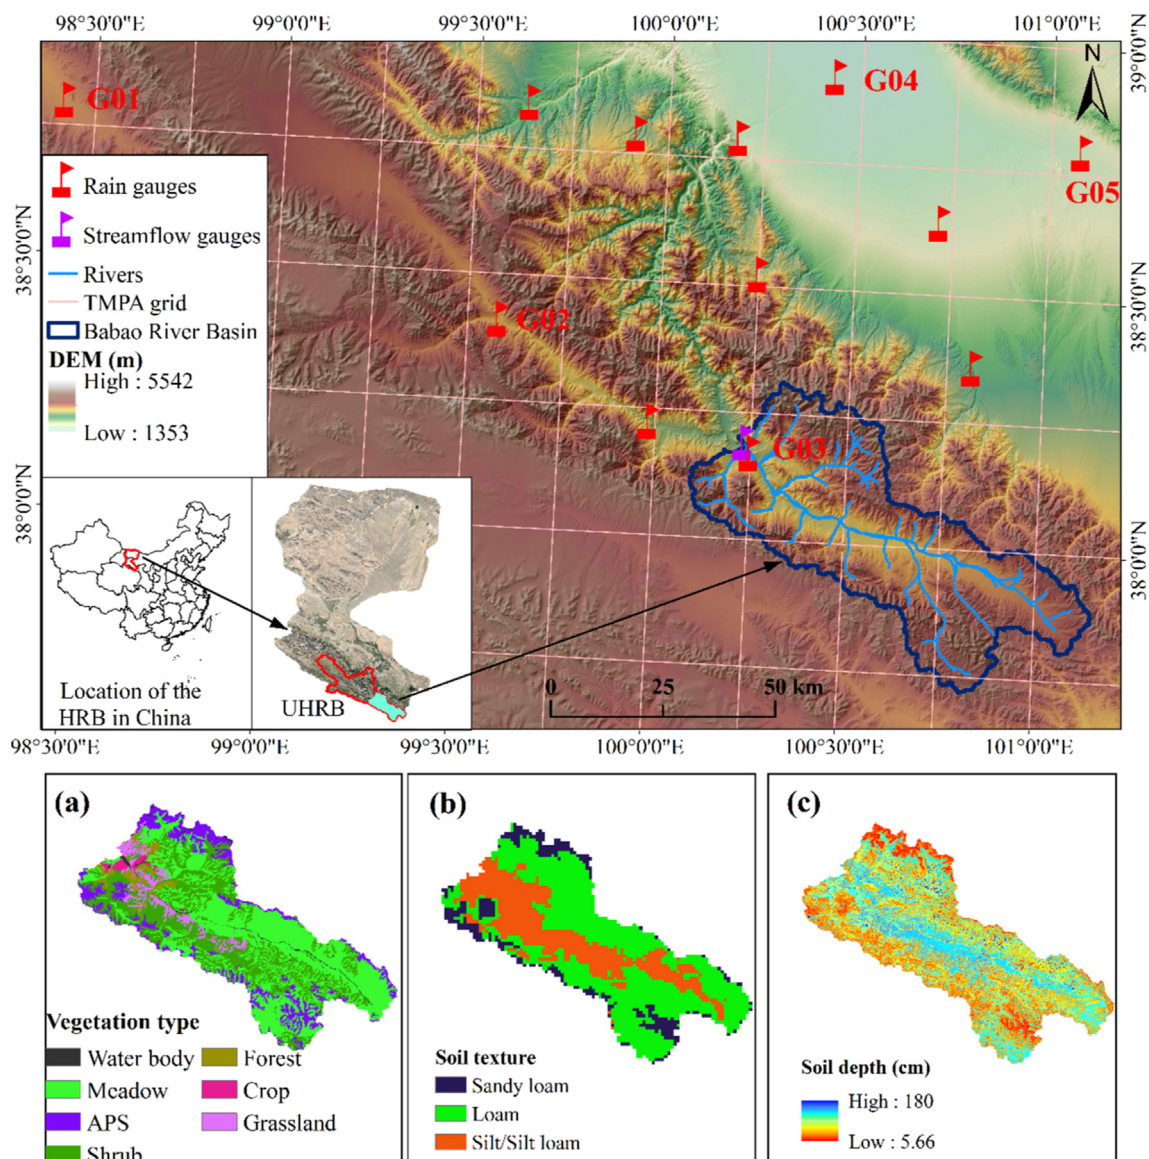 98°30'0"E 99°0'0"E 99°30'0"E 100°0'0"E 100°30'0"E 101°0'0"E
39°0'0"N
N
G01
G04
G05
Rain gauges
Streamflow gauges
Rivers
TMPA grid
Babao River Basin
DEM (m)
High : 5542
Low : 1353
38°30'0"N
38°30'0"N
G02
G03
38°0'0"N
38°0'0"N
Location of the
HRB in China
UHRB
0 25 50 km
98°30'0"E 99°0'0"E 99°30'0"E 100°0'0"E 100°30'0"E 101°0'0"E
(a)
Vegetation type
Water body
Meadow
APS
Shrub
Forest
Crop
Grassland
(b)
Soil texture
Sandy loam
Loam
Silt/Silt loam
(c)
Soil depth (cm)
High : 180
Low : 5.66